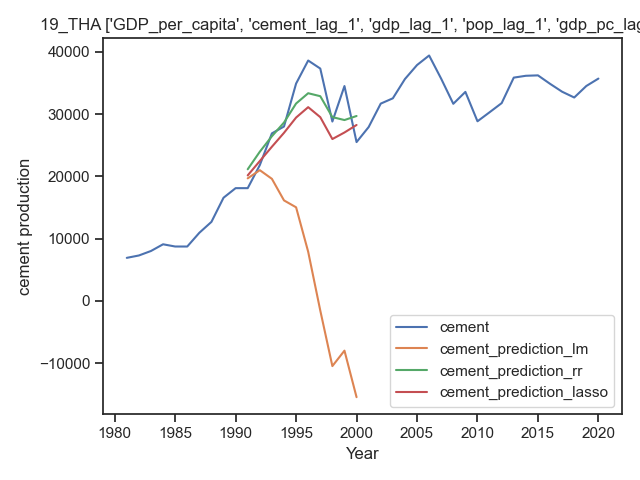 19_THA ['GDP_per_capita', 'cement_lag_1', 'gdp_lag_1', 'pop_lag_1', 'gdp_pc_lag
40000
30000
20000
10000
0
−10000
cement production
1980 1985 1990 1995 2000 2005 2010 2015 2020
Year
cement
cement_prediction_lm
cement_prediction_rr
cement_prediction_lasso